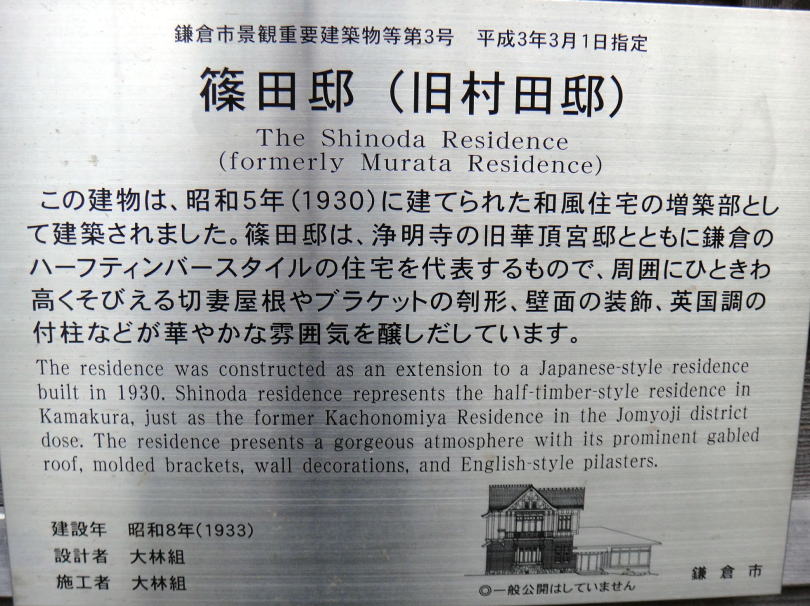 鎌倉市景観重要建築物等第3号　平成3年3月1日指定
篠田邸（旧村田邸）
The Shinoda Residence
(formerly Murata Residence)
この建物は、昭和5年（1930）に建てられた和風住宅の増築部とし
て建築されました。篠田邸は、浄明寺の旧華頂宮邸とともに鎌倉の
ハーフティンバースタイルの住宅を代表するもので、周囲にひときわ
高くそびえる切妻屋根やブラケットの刳形、壁面の装飾、英国調の
付柱などが華やかな雰囲気を醸しだしています。
The residence was constructed as an extension to a Japanese-style residence
built in 1930. Shinoda residence represents the half-timber-style residence in
Kamakura, just as the former Kachonomiya Residence in the Jomyoji district
dose. The residence presents a gorgeous atmosphere with its prominent gabled
roof, molded brackets, wall decorations, and English-style pilasters.
建設年　昭和8年（1933）
設計者　大林組
施工者　大林組
◎一般公開はしていません
鎌倉市